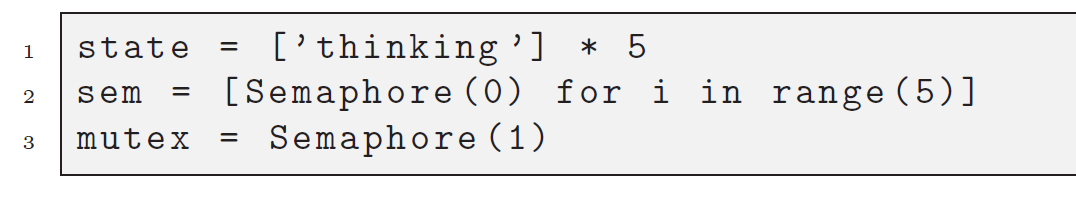 1 state = ['thinking'] * 5
2 sem = [Semaphore(0) for i in range(5)]
3 mutex = Semaphore(1)